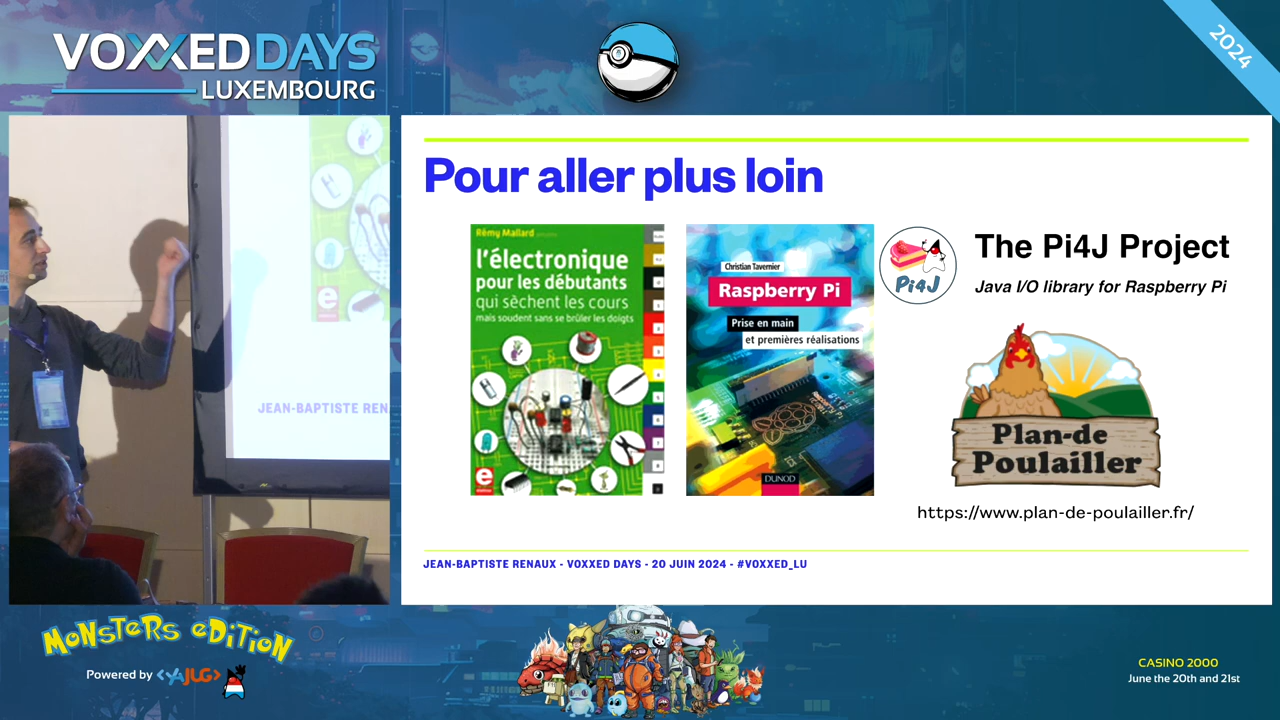 VOXXED DAYS
LUXEMBOURG
2024
JEAN-BAPTISTE REN
Pour aller plus loin
Rémy Mallard
l'électronique
pour les débutants
qui sèchent les cours
mais soudent sans se brûler les doigts
e
Christian Tavernier
Raspberry Pi
Prise en main
et premières réalisations
DUNOD
Pi4J
The Pi4J Project
Java I/O library for Raspberry Pi
Plan-de
Poulailler
https://www.plan-de-poulailler.fr/
JEAN-BAPTISTE RENAUX - VOXXED DAYS - 20 JUIN 2024 - #VOXXED_LU
MONSTERS EDITION
Powered by <YAJUG>
CASINO 2000
June the 20th and 21st